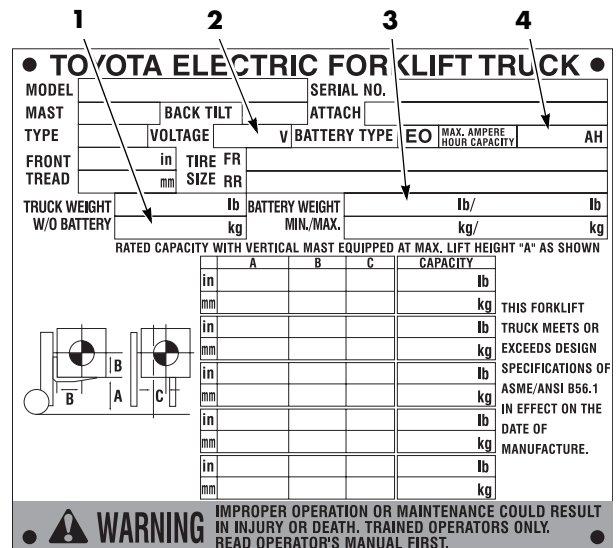 1 2 3 4
• TOYOTA ELECTRIC FORKLIFT TRUCK •
MODEL SERIAL NO.
MAST BACK TILT ATTACH
TYPE VOLTAGE V BATTERY TYPE EO MAX. AMPERE HOUR CAPACITY AH
FRONT in TIRE FR
TREAD mm SIZE RR
TRUCK WEIGHT lb BATTERY WEIGHT lb/ lb
W/O BATTERY kg MIN./MAX. kg/ kg
RATED CAPACITY WITH VERTICAL MAST EQUIPPED AT MAX. LIFT HEIGHT "A" AS SHOWN
A B C CAPACITY
in lb
mm kg
in lb
mm kg
in lb
mm kg
in lb
mm kg
in lb
mm kg
THIS FORKLIFT
TRUCK MEETS OR
EXCEEDS DESIGN
SPECIFICATIONS OF
ASME/ANSI B56.1
IN EFFECT ON THE
DATE OF
MANUFACTURE.
B
B A C
WARNING
IMPROPER OPERATION OR MAINTENANCE COULD RESULT
IN INJURY OR DEATH. TRAINED OPERATORS ONLY.
READ OPERATOR'S MANUAL FIRST.